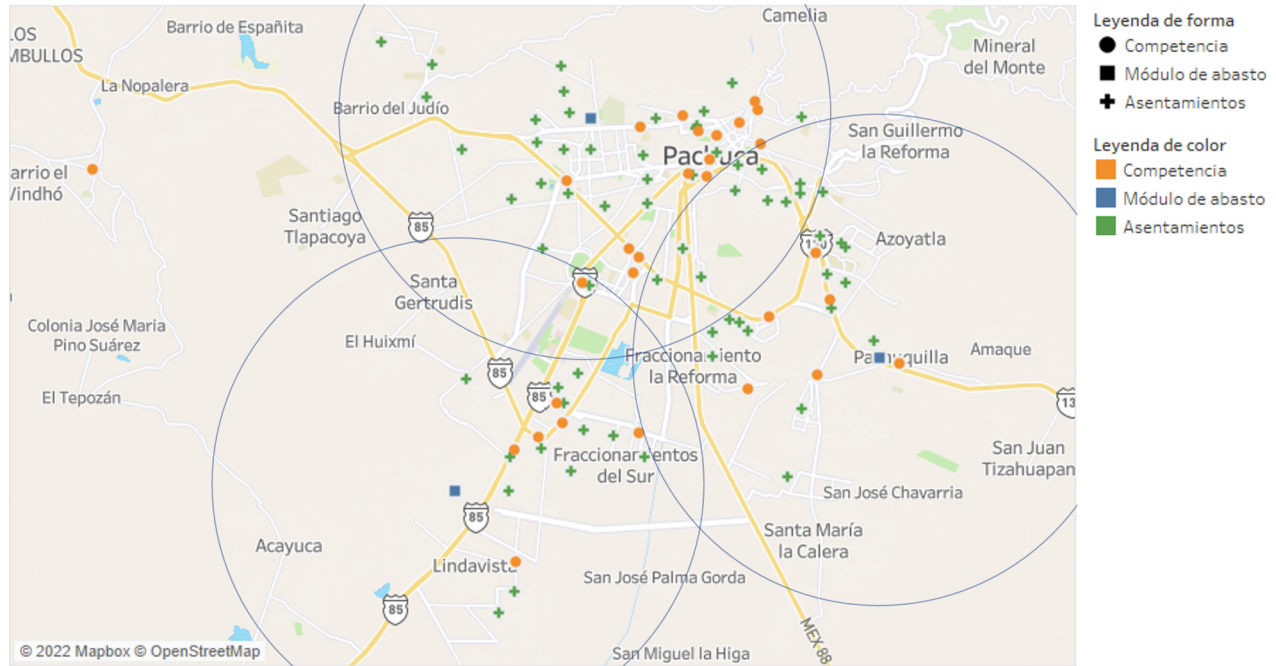 Camelia
Barrio de Españita
LOS
MBULLOS
Mineral
del Monte
La Nopalera
Barrio del Judío
San Guillermo
la Reforma
Pachuca
arrio el
Vindhó
Santiago
Tlapacoya
85
Azoyatla
Santa
Gertrudis
Colonia José María
Pino Suárez
El Huixmí
Fraccionamiento
la Reforma
Pachuquilla
Amaque
85
85
El Tepozán
13
San Juan
Tizahuapan
Fraccionamientos
del Sur
San José Chavarria
85
Santa María
la Calera
Acayuca
Lindavista
San José Palma Gorda
85
MEX 88
San Miguel la Higa
© 2022 Mapbox © OpenStreetMap
Leyenda de forma
Competencia
Módulo de abasto
Asentamientos
Leyenda de color
Competencia
Módulo de abasto
Asentamientos